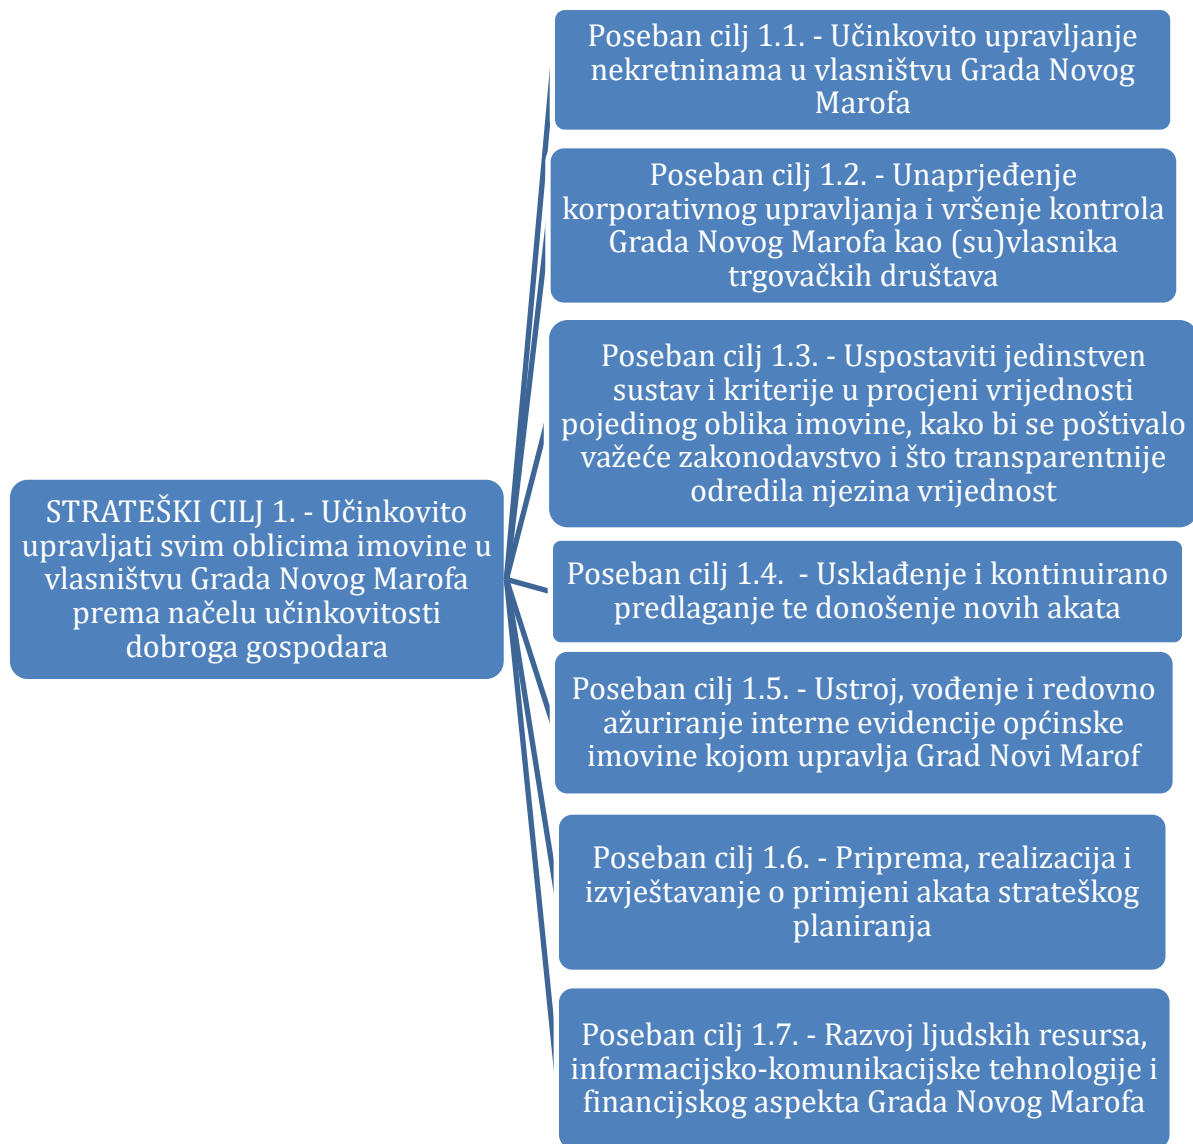 STRATEŠKI CILJ 1. - Učinkovito
upravljati svim oblicima imovine u
vlasništvu Grada Novog Marofa
prema načelu učinkovitosti
dobroga gospodara
Poseban cilj 1.1. - Učinkovito upravljanje
nekretninama u vlasništvu Grada Novog
Marofa
Poseban cilj 1.2. - Unaprjeđenje
korporativnog upravljanja i vršenje kontrola
Grada Novog Marofa kao (su)vlasnika
trgovačkih društava
Poseban cilj 1.3. - Uspostaviti jedinstven
sustav i kriterije u procjeni vrijednosti
pojedinog oblika imovine, kako bi se poštivalo
važeće zakonodavstvo i što transparentnije
odredila njezina vrijednost
Poseban cilj 1.4.  - Usklađenje i kontinuirano
predlaganje te donošenje novih akata
Poseban cilj 1.5. - Ustroj, vođenje i redovno
ažuriranje interne evidencije općinske
imovine kojom upravlja Grad Novi Marof
Poseban cilj 1.6. - Priprema, realizacija i
izvještavanje o primjeni akata strateškog
planiranja
Poseban cilj 1.7. - Razvoj ljudskih resursa,
informacijsko-komunikacijske tehnologije i
financijskog aspekta Grada Novog Marofa